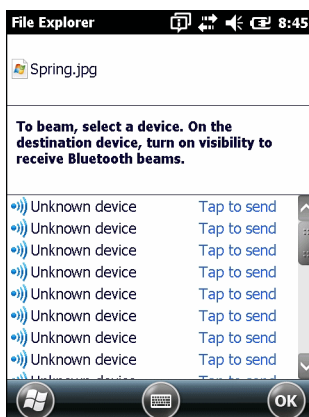 File Explorer 8:45
Spring.jpg
To beam, select a device. On the
destination device, turn on visibility to
receive Bluetooth beams.
Unknown device Tap to send
Unknown device Tap to send
Unknown device Tap to send
Unknown device Tap to send
Unknown device Tap to send
Unknown device Tap to send
Unknown device Tap to send
Unknown device Tap to send
OK